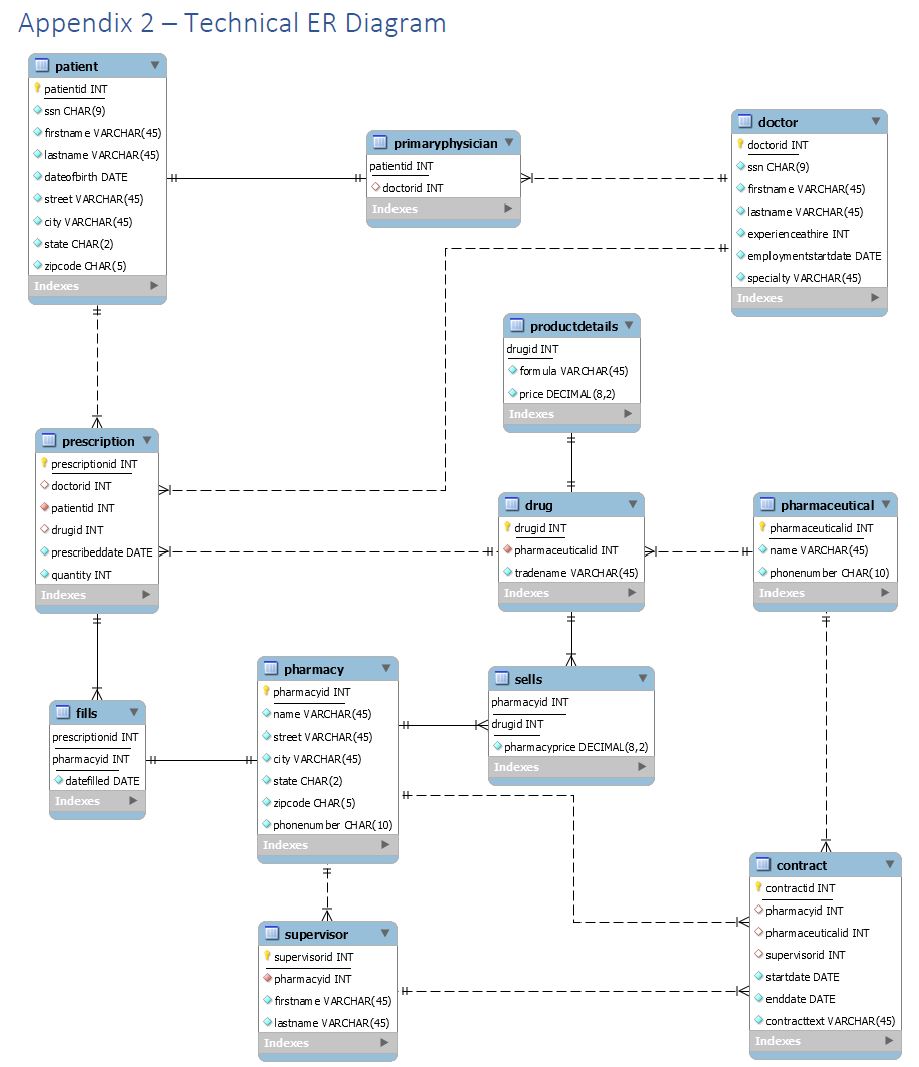 Appendix 2 – Technical ER Diagram
patient
patientid INT
ssn CHAR(9)
firstname VARCHAR(45)
lastname VARCHAR(45)
dateofbirth DATE
street VARCHAR(45)
city VARCHAR(45)
state CHAR(2)
zipcode CHAR(5)
Indexes
primaryphysician
patientid INT
doctorid INT
Indexes
doctor
doctorid INT
ssn CHAR(9)
firstname VARCHAR(45)
lastname VARCHAR(45)
experienceathire INT
employmentstartdate DATE
specialty VARCHAR(45)
Indexes
productdetails
drugid INT
formula VARCHAR(45)
price DECIMAL(8,2)
Indexes
prescription
prescriptionid INT
doctorid INT
patientid INT
drugid INT
prescribeddate DATE
quantity INT
Indexes
drug
drugid INT
pharmaceuticalid INT
tradename VARCHAR(45)
Indexes
pharmaceutical
pharmaceuticalid INT
name VARCHAR(45)
phonenumber CHAR(10)
Indexes
fills
prescriptionid INT
pharmacyid INT
datefilled DATE
Indexes
pharmacy
pharmacyid INT
name VARCHAR(45)
street VARCHAR(45)
city VARCHAR(45)
state CHAR(2)
zipcode CHAR(5)
phonenumber CHAR(10)
Indexes
sells
pharmacyid INT
drugid INT
pharmacyprice DECIMAL(8,2)
Indexes
supervisor
supervisorid INT
pharmacyid INT
firstname VARCHAR(45)
lastname VARCHAR(45)
Indexes
contract
contractid INT
pharmacyid INT
pharmaceuticalid INT
supervisorid INT
startdate DATE
enddate DATE
contracttext VARCHAR(45)
Indexes